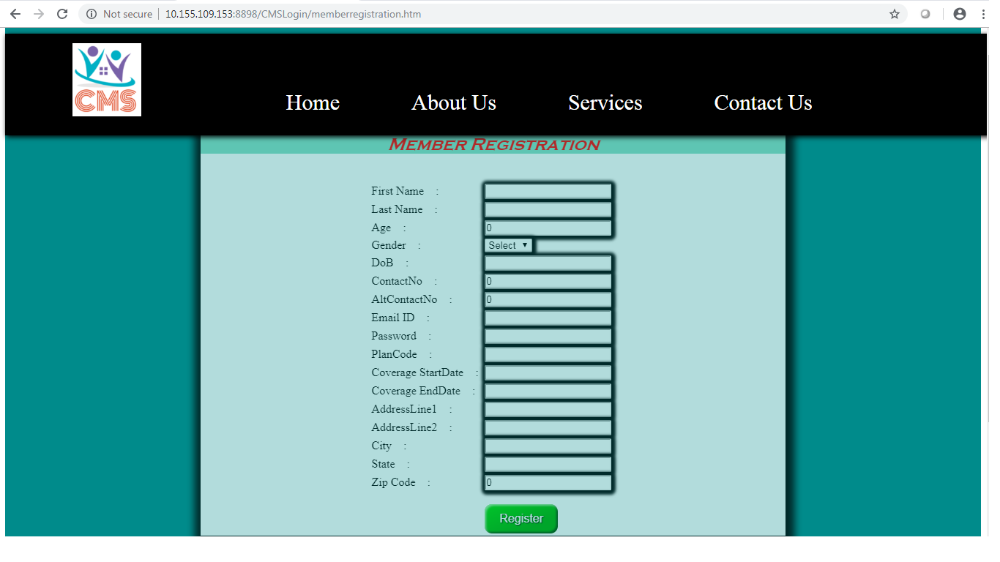 Not secure 10.155.109.153:8898/CMSLogin/memberregistration.htm
CMS
Home About Us Services Contact Us
Member Registration
First Name :
Last Name :
Age : 0
Gender : Select
DoB :
ContactNo : 0
AltContactNo : 0
Email ID :
Password :
PlanCode :
Coverage StartDate :
Coverage EndDate :
AddressLine1 :
AddressLine2 :
City :
State :
Zip Code : 0
Register